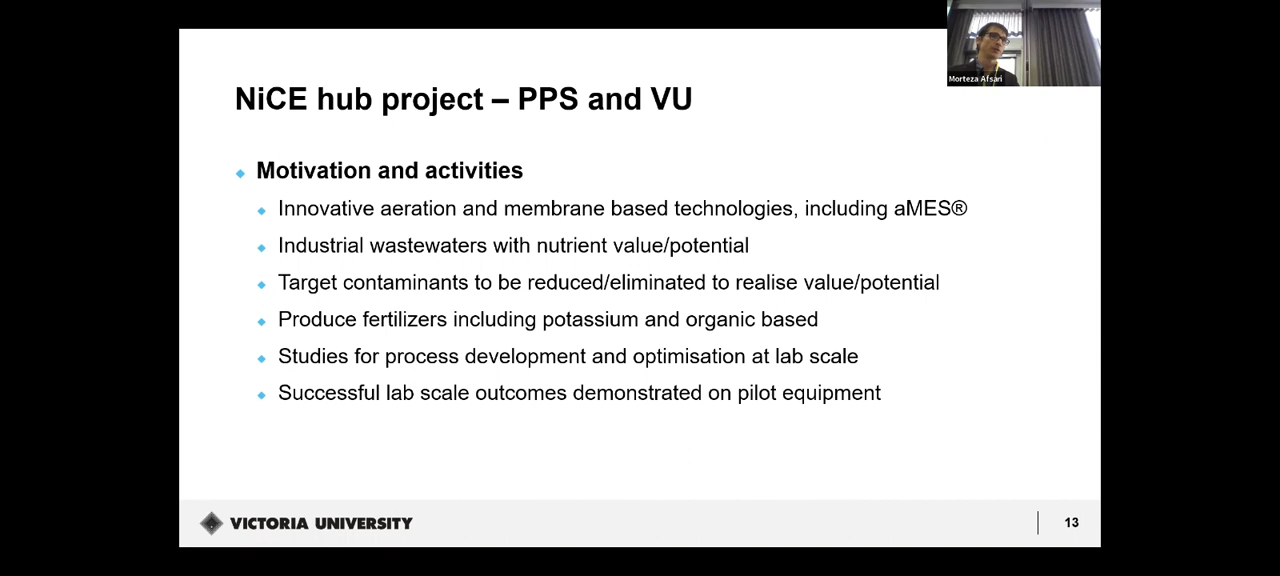 Morteza Afsari
NiCE hub project – PPS and VU
Motivation and activities
Innovative aeration and membrane based technologies, including aMES®
Industrial wastewaters with nutrient value/potential
Target contaminants to be reduced/eliminated to realise value/potential
Produce fertilizers including potassium and organic based
Studies for process development and optimisation at lab scale
Successful lab scale outcomes demonstrated on pilot equipment
VICTORIA UNIVERSITY
13